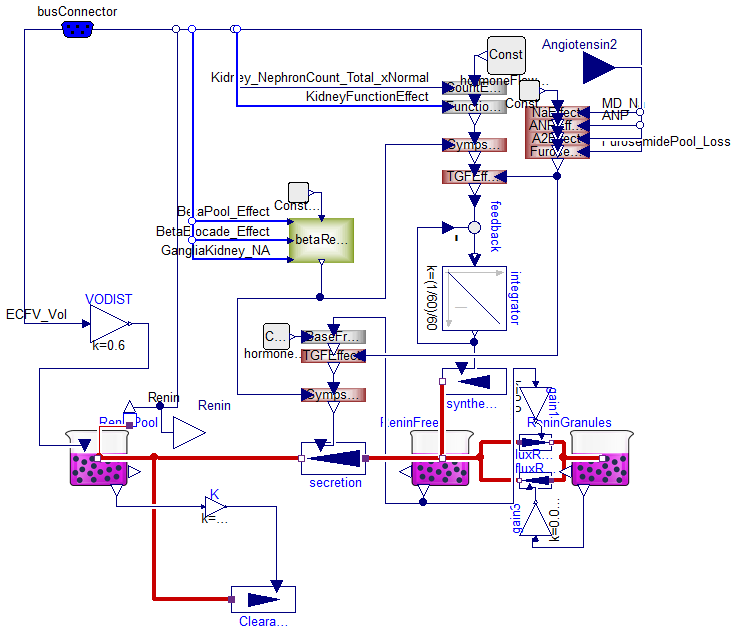 busConnector
Angiotensin2
Const
hormoneFlow...
Kidney_NephronCount_Total_xNormal
CountE...
KidneyFunctionEffect
Functio...
Const...
MD_Na
NaEffect
ANP
ANPEff...
A2Effect
FurosemidePool_Loss
Furose...
Symps...
TGFEff...
Const...
feedback
BetaPool_Effect
BetaBlocade_Effect
GangliaKidney_NA
betaRe...
-
k=(1/60)/60
integrator
VODIST
ECFV_Vol
k=0.6
C...
hormone...
BaseFr...
TGFEffect
Symps...
synthe...
gain1
Renin
Renin
ReninPool
ReninFree
ReninGranules
fluxR...
fluxR...
secretion
K
k=...
gain2
k=0.0...
Cleara...